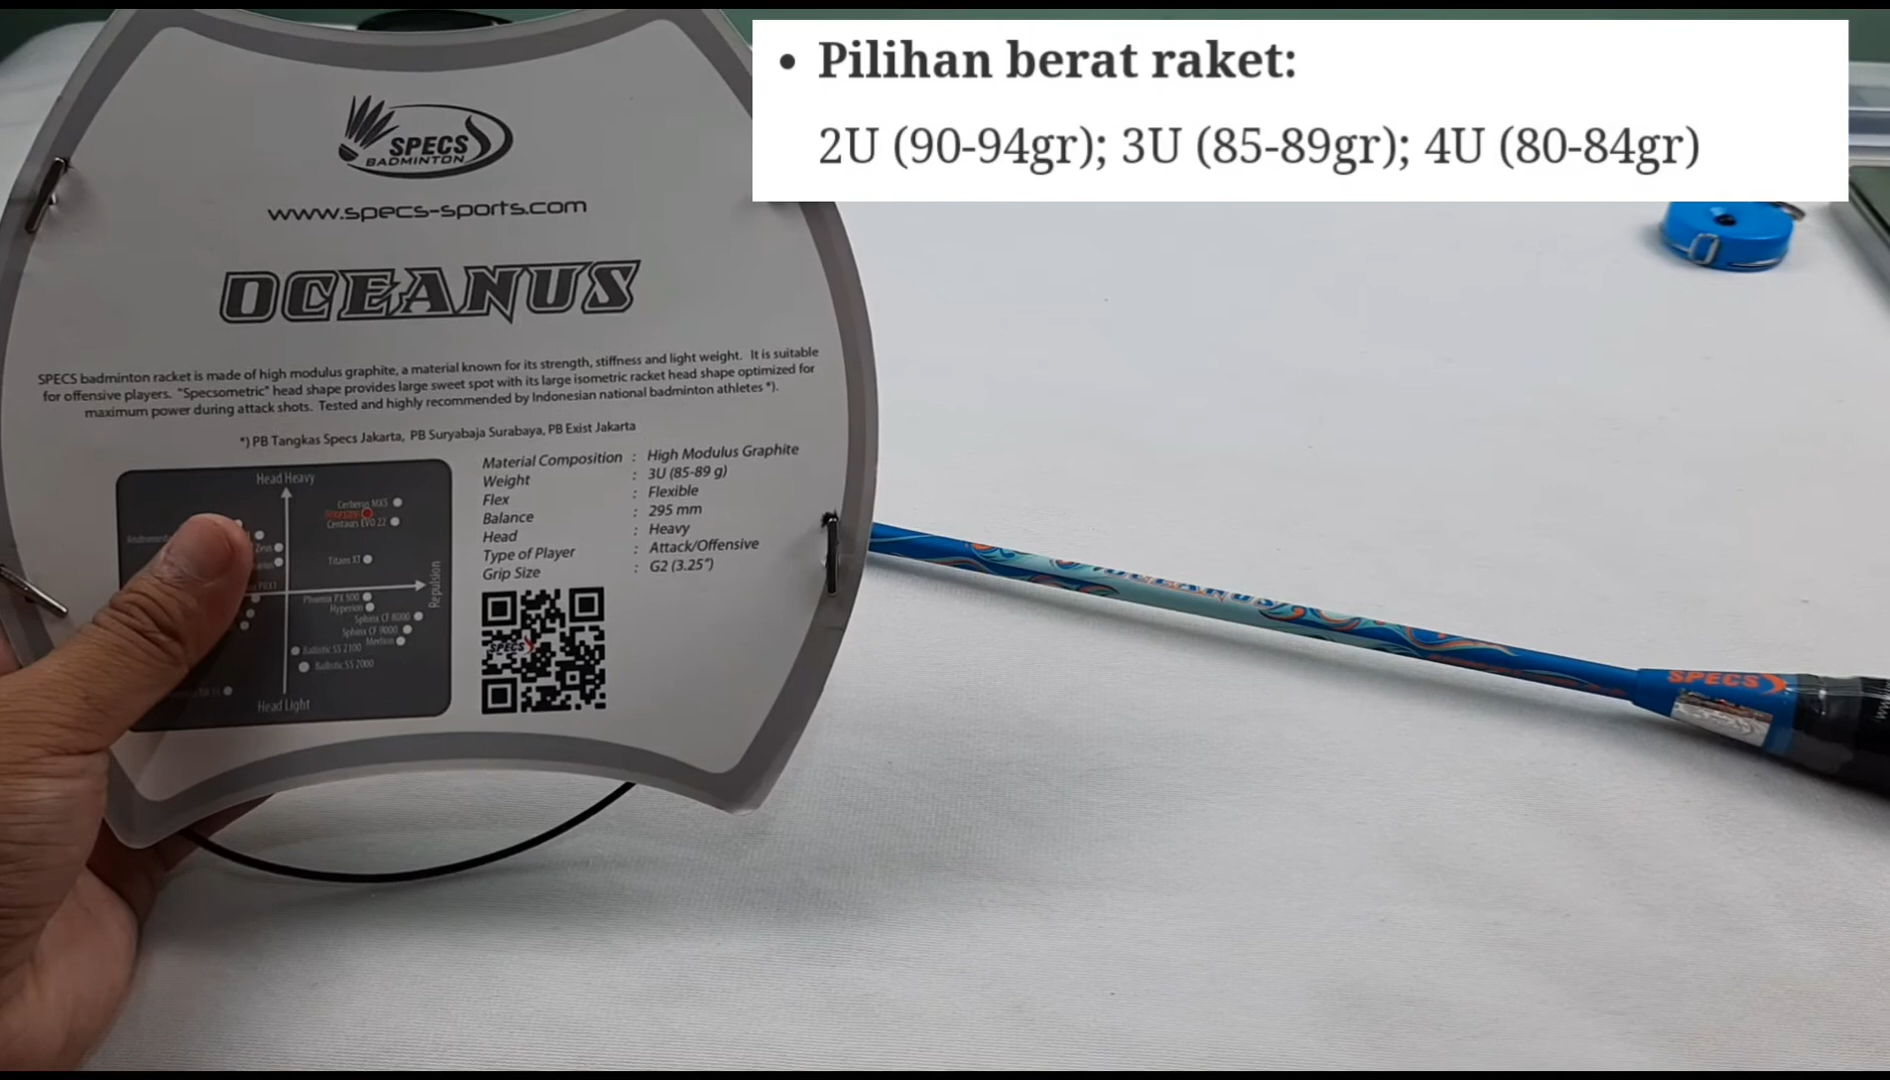 • Pilihan berat raket:
2U (90-94gr); 3U (85-89gr); 4U (80-84gr)
SPECS
BADMINTON
www.specs-sports.com
OCEANUS
SPECS badminton racket is made of high modulus graphite, a material known for its strength, stiffness and light weight. It is suitable
for offensive players. "Specsometric" head shape provides large sweet spot with its large isometric racket head shape optimized for
maximum power during attack shots. Tested and highly recommended by Indonesian national badminton athletes *).
*) PB Tangkas Specs Jakarta, PB Suryabaja Surabaya, PB Exist Jakarta
Material Composition : High Modulus Graphite
Weight : 3U (85-89 g)
Flex : Flexible
Balance : 295 mm
Head : Heavy
Type of Player : Attack/Offensive
Grip Size : G2 (3.25")
Head Heavy
Cerberus MX5
Centaurs EVO 22
Zeus
Titam XT
Repulsion
Phoenix PX 500
Hyperion
Sphinx CF 8000
Sphinx CF 9000
Ballistic SS 2100
Ballistic SS 2000
Head Light
SPECS
OCEANUS
SPECS